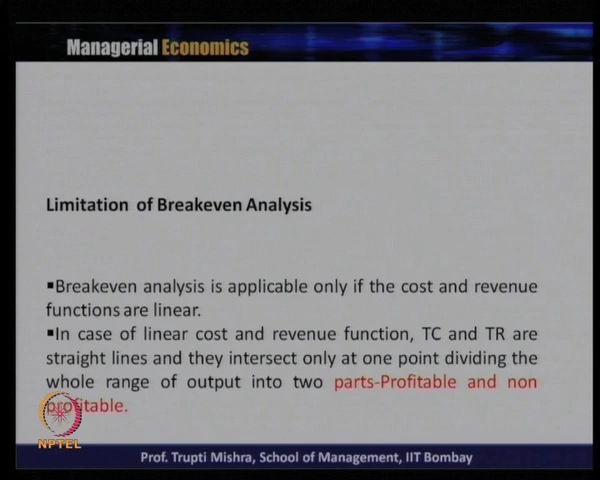 Managerial Economics
Limitation of Breakeven Analysis
▪Breakeven analysis is applicable only if the cost and revenue
functions are linear.
▪In case of linear cost and revenue function, TC and TR are
straight lines and they intersect only at one point dividing the
whole range of output into two parts-Profitable and non
profitable.
NPTEL
Prof. Trupti Mishra, School of Management, IIT Bombay